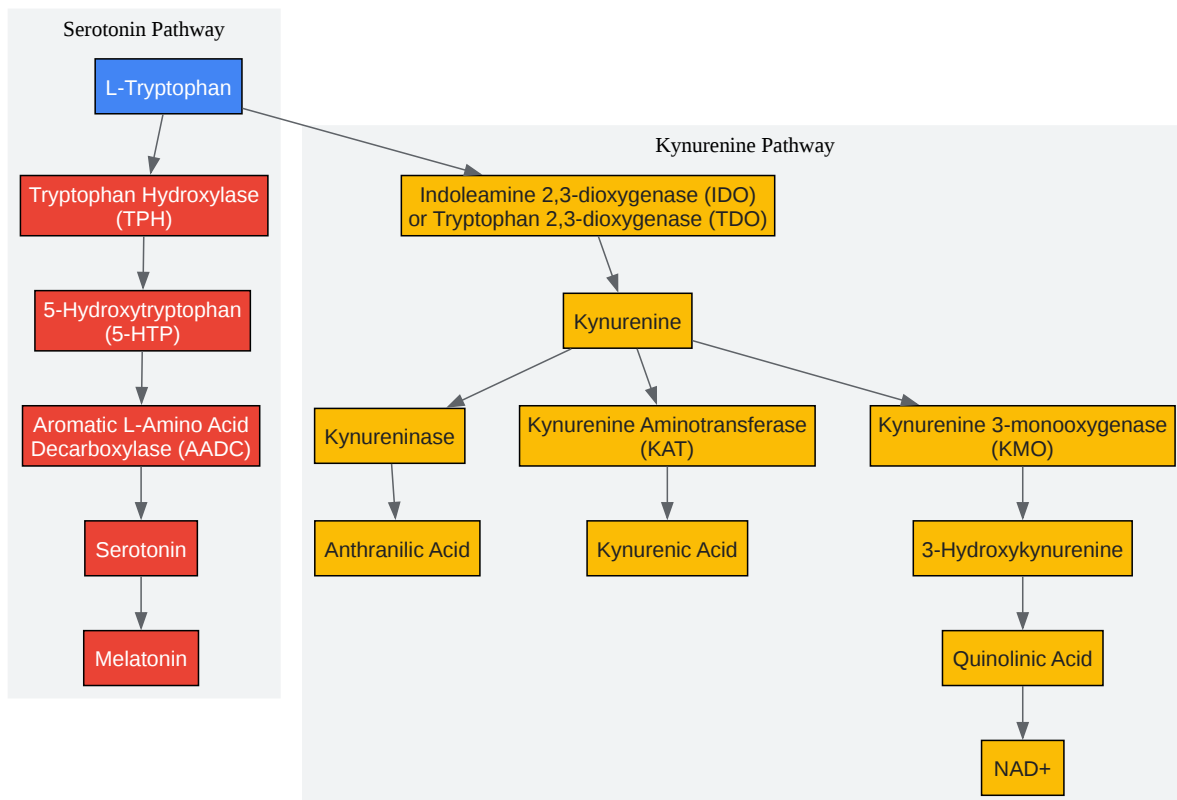 Serotonin Pathway
L-Tryptophan
Tryptophan Hydroxylase
(TPH)
5-Hydroxytryptophan
(5-HTP)
Aromatic L-Amino Acid
Decarboxylase (AADC)
Serotonin
Melatonin
Kynurenine Pathway
Indoleamine 2,3-dioxygenase (IDO)
or Tryptophan 2,3-dioxygenase (TDO)
Kynurenine
Kynureninase
Anthranilic Acid
Kynurenine Aminotransferase
(KAT)
Kynurenic Acid
Kynurenine 3-monooxygenase
(KMO)
3-Hydroxykynurenine
Quinolinic Acid
NAD+